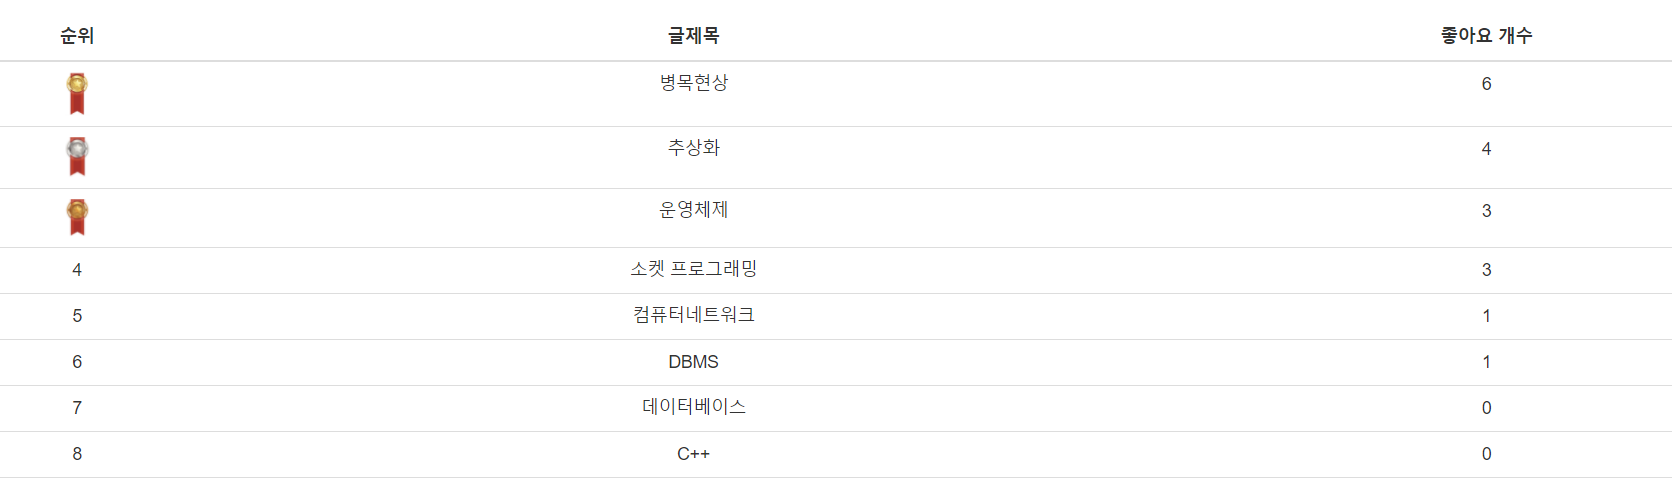 순위 글제목 좋아요 개수
병목현상 6
추상화 4
운영체제 3
4 소켓 프로그래밍 3
5 컴퓨터네트워크 1
6 DBMS 1
7 데이터베이스 0
8 C++ 0